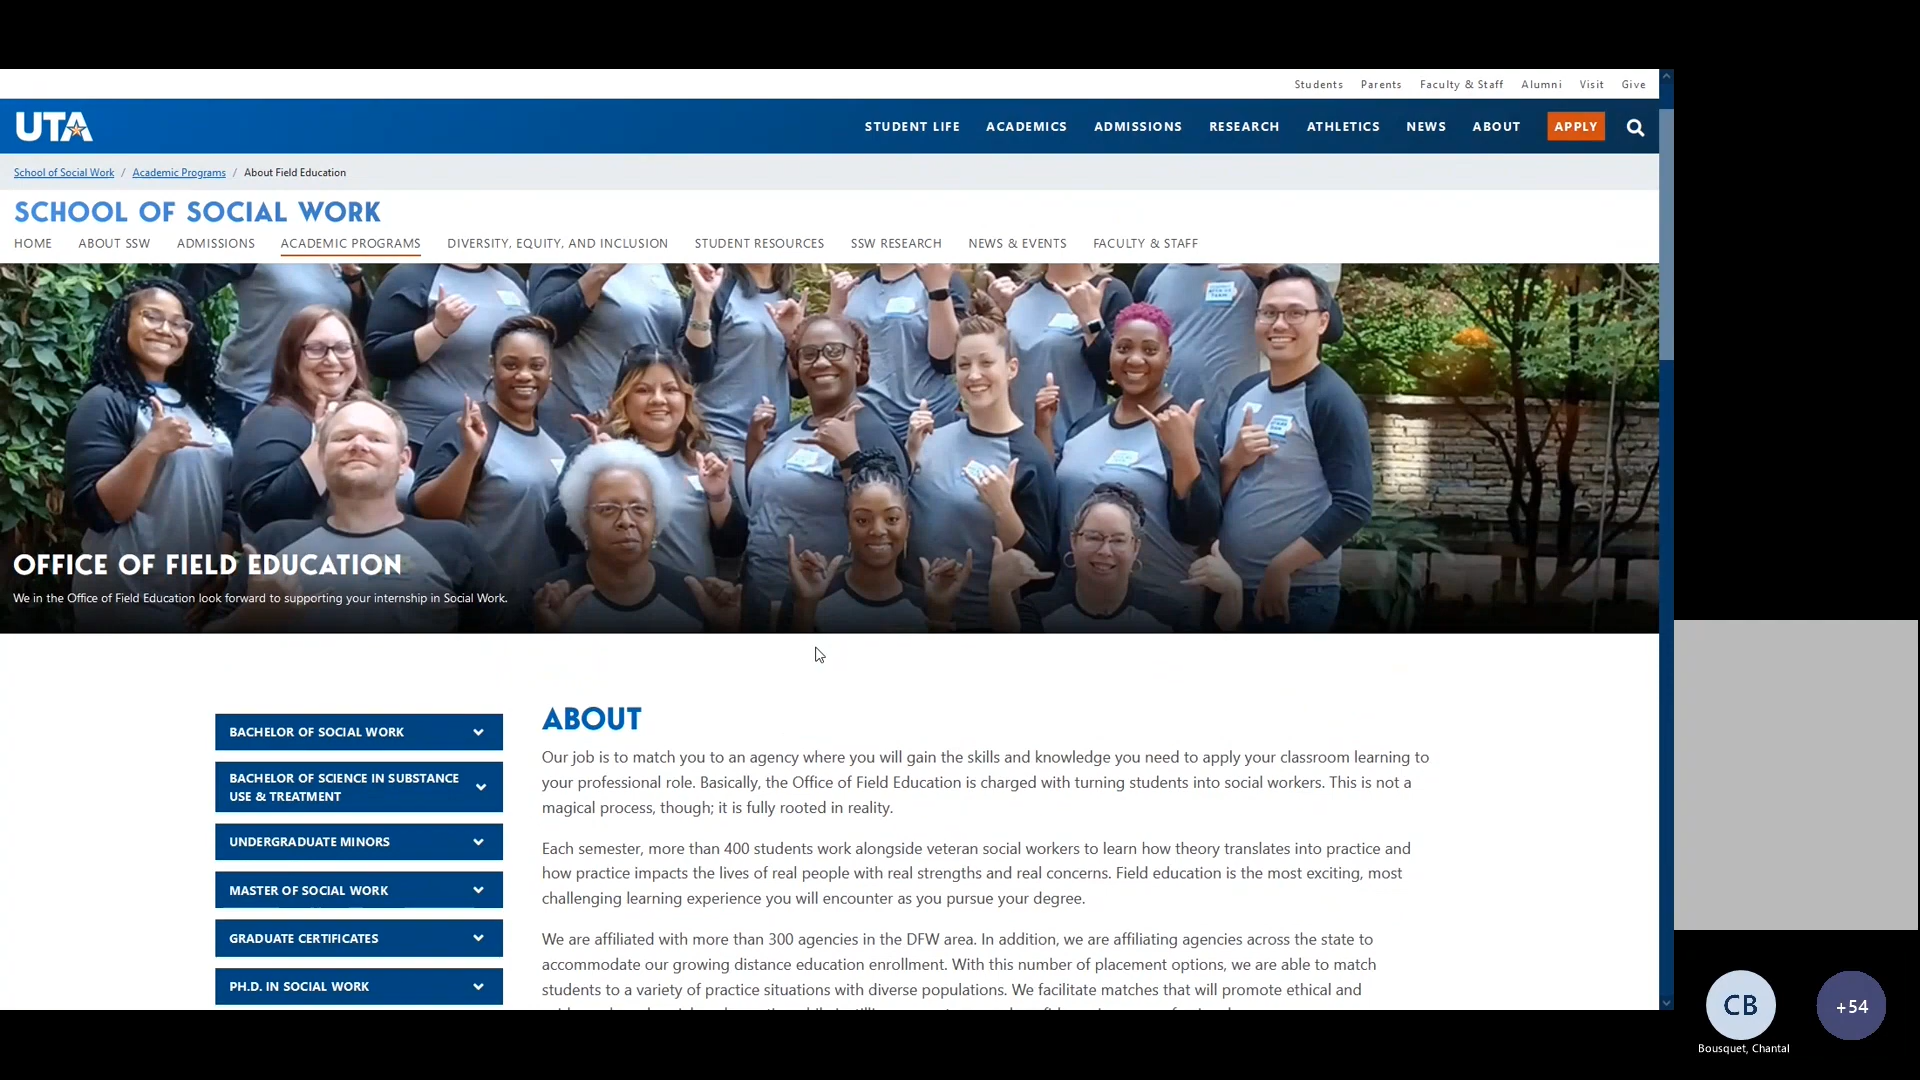 Students Parents Faculty & Staff Alumni Visit Give
UTA STUDENT LIFE ACADEMICS ADMISSIONS RESEARCH ATHLETICS NEWS ABOUT APPLY
School of Social Work / Academic Programs / About Field Education
SCHOOL OF SOCIAL WORK
HOME ABOUT SSW ADMISSIONS ACADEMIC PROGRAMS DIVERSITY, EQUITY, AND INCLUSION STUDENT RESOURCES SSW RESEARCH NEWS & EVENTS FACULTY & STAFF
OFFICE OF FIELD EDUCATION
We in the Office of Field Education look forward to supporting your internship in Social Work.
BACHELOR OF SOCIAL WORK
BACHELOR OF SCIENCE IN SUBSTANCE
USE & TREATMENT
UNDERGRADUATE MINORS
MASTER OF SOCIAL WORK
GRADUATE CERTIFICATES
PH.D. IN SOCIAL WORK
ABOUT
Our job is to match you to an agency where you will gain the skills and knowledge you need to apply your classroom learning to
your professional role. Basically, the Office of Field Education is charged with turning students into social workers. This is not a
magical process, though; it is fully rooted in reality.
Each semester, more than 400 students work alongside veteran social workers to learn how theory translates into practice and
how practice impacts the lives of real people with real strengths and real concerns. Field education is the most exciting, most
challenging learning experience you will encounter as you pursue your degree.
We are affiliated with more than 300 agencies in the DFW area. In addition, we are affiliating agencies across the state to
accommodate our growing distance education enrollment. With this number of placement options, we are able to match
students to a variety of practice situations with diverse populations. We facilitate matches that will promote ethical and
CB +54
Bousquet, Chantal